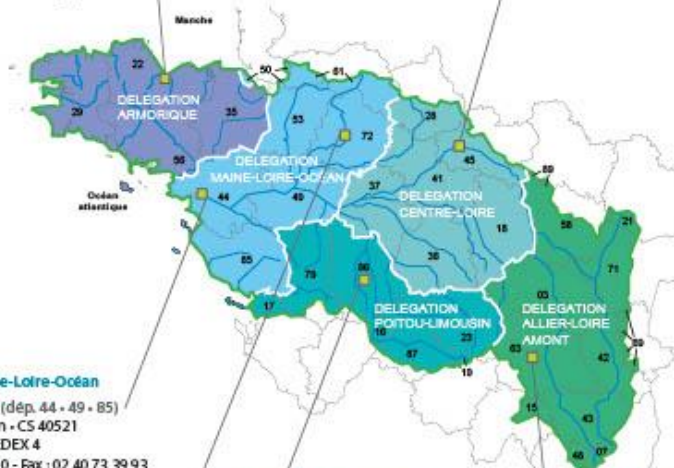 Manche
50
61
22
DELEGATION
ARMORIQUE
29
35
56
53
72
28
45
DELEGATION
MAINE-LOIRE-OCÉAN
Océan
atlantique
44
49
37
41
DELEGATION
CENTRE-LOIRE
89
18
58
21
85
79
86
36
71
03
17
DELEGATION
POITOU-LIMOUSIN
DELEGATION
ALLIER-LOIRE
AMONT
16
23
87
19
63
42
69
15
43
48
07
e-Loire-Océan
(dép. 44 • 49 • 85)
n • CS 40521
DEX 4
0 - Fax : 02 40 73 39 93